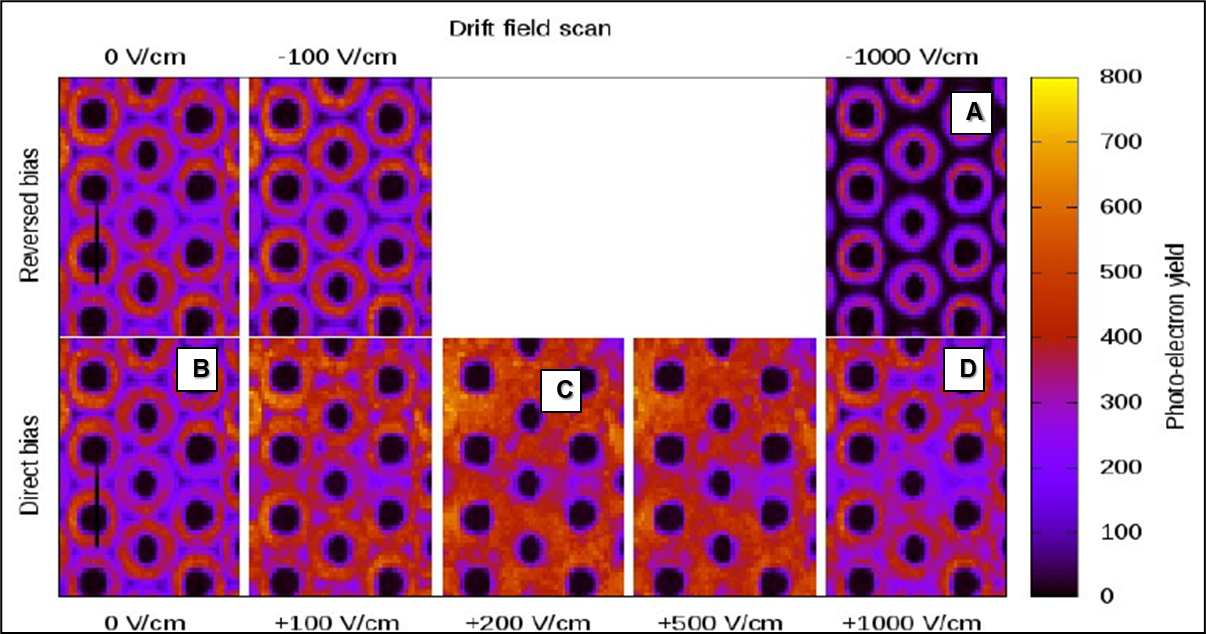 Drift field scan
0 V/cm -100 V/cm -1000 V/cm
Reversed bias
A
Direct bias
B C D
0 V/cm +100 V/cm +200 V/cm +500 V/cm +1000 V/cm
800
700
600
500
400
300
200
100
0
Photo-electron yield